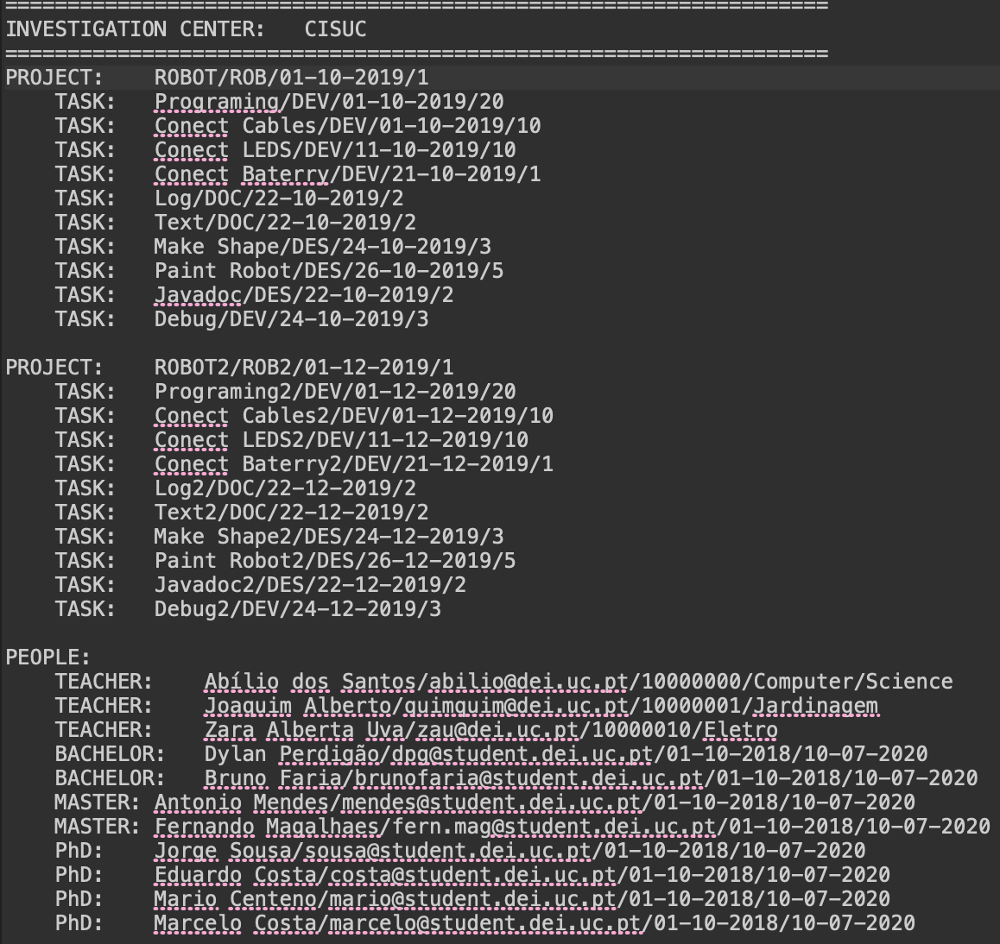 ==================================================================
INVESTIGATION CENTER:   CISUC
==================================================================
PROJECT:    ROBOT/ROB/01-10-2019/1
    TASK:   Programing/DEV/01-10-2019/20
    TASK:   Conect Cables/DEV/01-10-2019/10
    TASK:   Conect LEDS/DEV/11-10-2019/10
    TASK:   Conect Baterry/DEV/21-10-2019/1
    TASK:   Log/DOC/22-10-2019/2
    TASK:   Text/DOC/22-10-2019/2
    TASK:   Make Shape/DES/24-10-2019/3
    TASK:   Paint Robot/DES/26-10-2019/5
    TASK:   Javadoc/DES/22-10-2019/2
    TASK:   Debug/DEV/24-10-2019/3

PROJECT:    ROBOT2/ROB2/01-12-2019/1
    TASK:   Programing2/DEV/01-12-2019/20
    TASK:   Conect Cables2/DEV/01-12-2019/10
    TASK:   Conect LEDS2/DEV/11-12-2019/10
    TASK:   Conect Baterry2/DEV/21-12-2019/1
    TASK:   Log2/DOC/22-12-2019/2
    TASK:   Text2/DOC/22-12-2019/2
    TASK:   Make Shape2/DES/24-12-2019/3
    TASK:   Paint Robot2/DES/26-12-2019/5
    TASK:   Javadoc2/DES/22-12-2019/2
    TASK:   Debug2/DEV/24-12-2019/3

PEOPLE:
    TEACHER:    Abílio dos Santos/abilio@dei.uc.pt/10000000/Computer/Science
    TEACHER:    Joaquim Alberto/quimquim@dei.uc.pt/10000001/Jardinagem
    TEACHER:    Zara Alberta Uva/zau@dei.uc.pt/10000010/Eletro
    BACHELOR:   Dylan Perdigão/dpg@student.dei.uc.pt/01-10-2018/10-07-2020
    BACHELOR:   Bruno Faria/brunofaria@student.dei.uc.pt/01-10-2018/10-07-2020
    MASTER: Antonio Mendes/mendes@student.dei.uc.pt/01-10-2018/10-07-2020
    MASTER: Fernando Magalhaes/fern.mag@student.dei.uc.pt/01-10-2018/10-07-2020
    PhD:    Jorge Sousa/sousa@student.dei.uc.pt/01-10-2018/10-07-2020
    PhD:    Eduardo Costa/costa@student.dei.uc.pt/01-10-2018/10-07-2020
    PhD:    Mario Centeno/mario@student.dei.uc.pt/01-10-2018/10-07-2020
    PhD:    Marcelo Costa/marcelo@student.dei.uc.pt/01-10-2018/10-07-2020